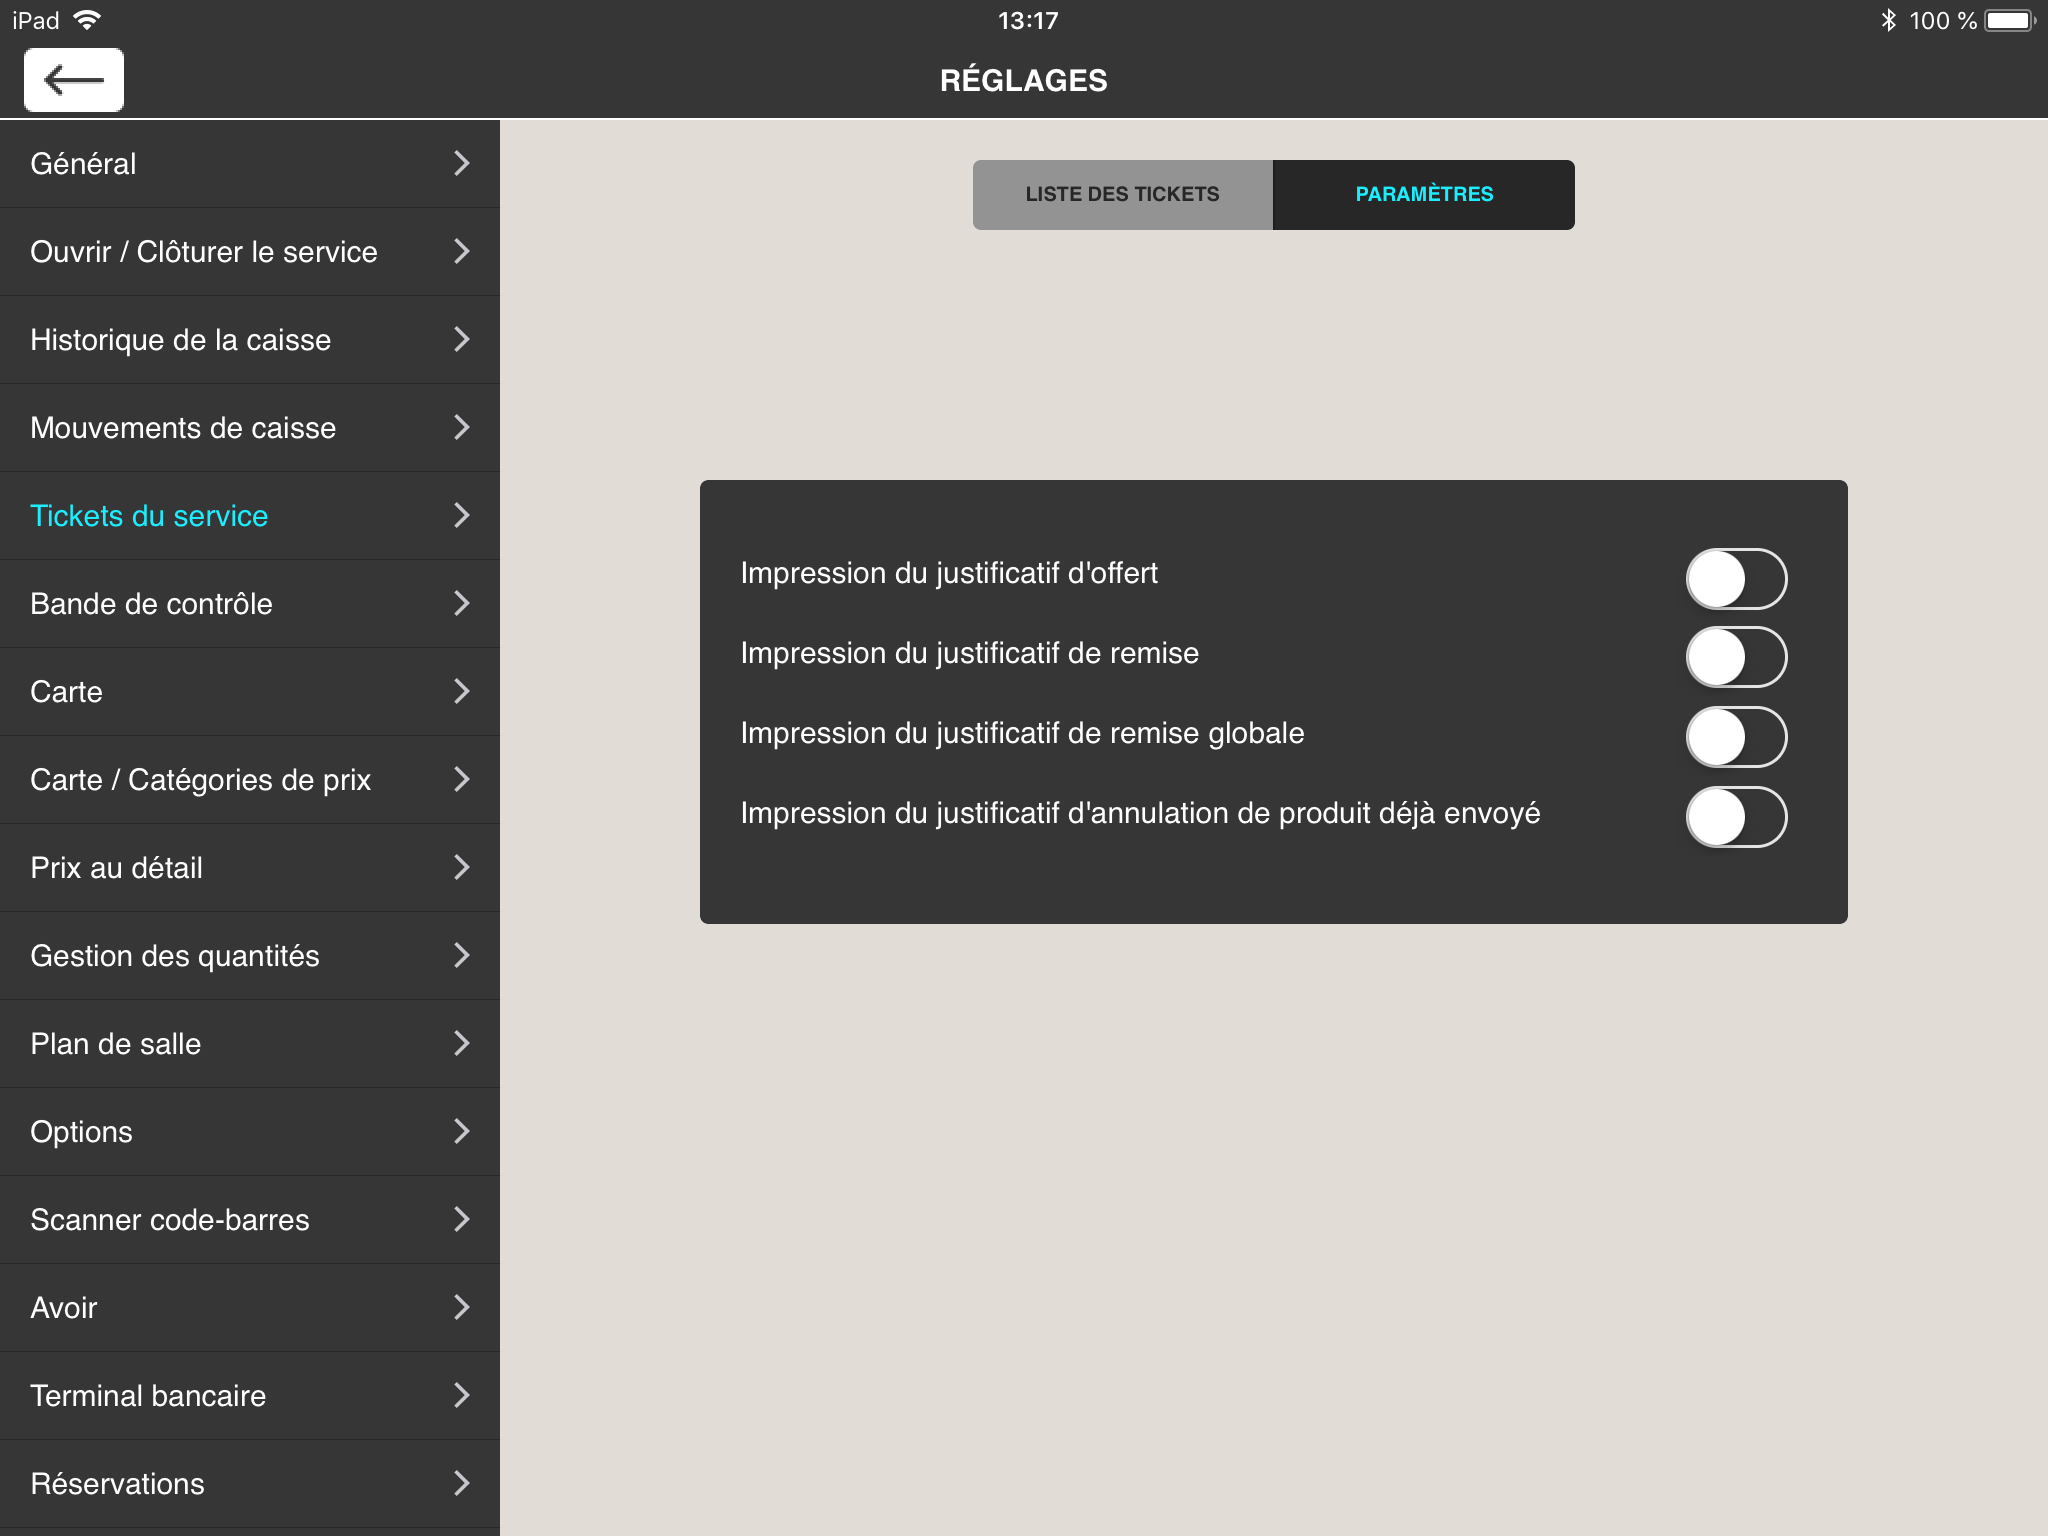 iPad
13:17
100 %
RÉGLAGES
Général
Ouvrir / Clôturer le service
Historique de la caisse
Mouvements de caisse
Tickets du service
Bande de contrôle
Carte
Carte / Catégories de prix
Prix au détail
Gestion des quantités
Plan de salle
Options
Scanner code-barres
Avoir
Terminal bancaire
Réservations
LISTE DES TICKETS
PARAMÈTRES
Impression du justificatif d'offert
Impression du justificatif de remise
Impression du justificatif de remise globale
Impression du justificatif d'annulation de produit déjà envoyé